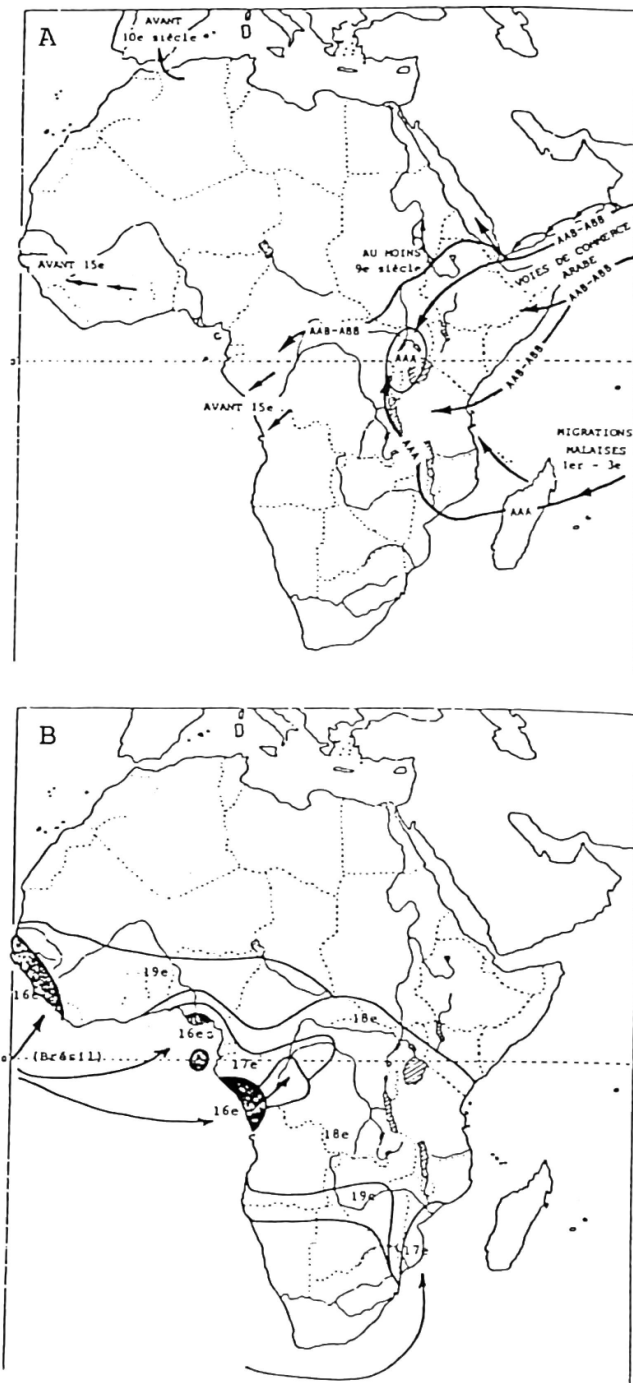 A
AVANT
10e siècle
AU MOINS
9e siècle
AAB-ABB
VOIES DE COMMERCE
ARABE
AAB-ABB
AVANT 15e
C
AAB-ABB
AAA
AAB-ABB
AVANT 15e
AAA
MIGRATIONS
MALAISES
1er - 3e
AAA
B
19e
16e
18e
16e
(Brésil)
17e
16e
18e
19e
17e